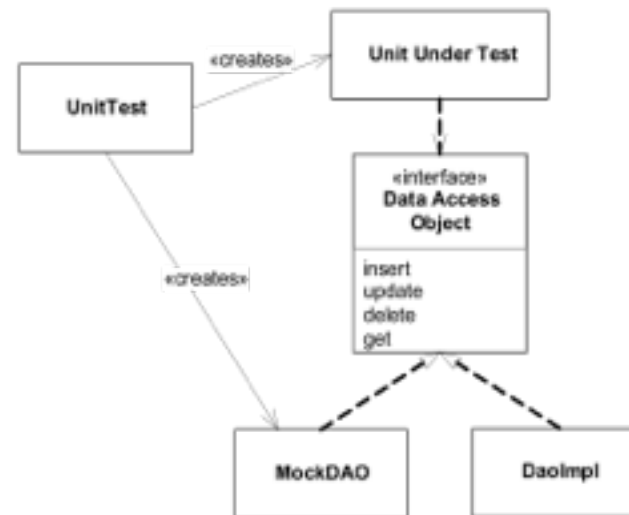 Unit Under Test
«creates»
UnitTest
«interface»
Data Access
Object
insert
update
delete
get
«creates»
MockDAO
DaoImpl